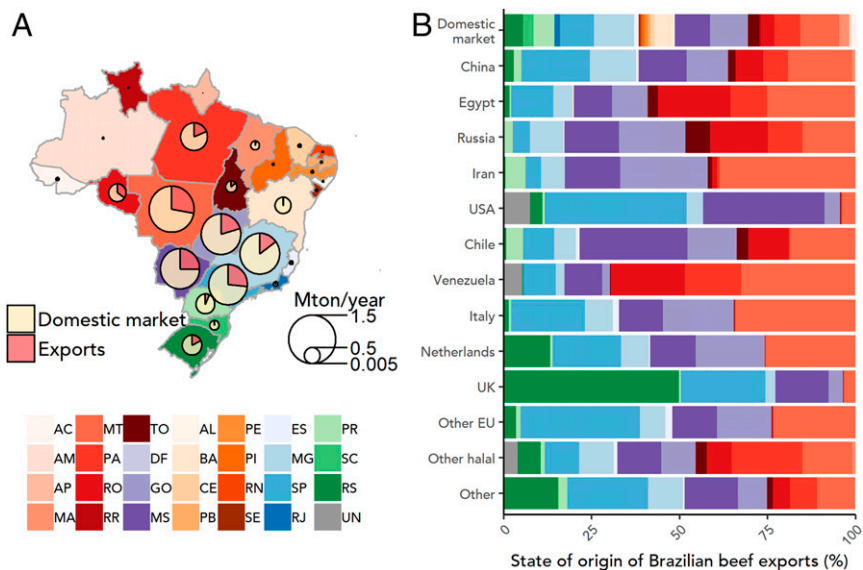 A
Mton/year
1.5
0.5
0.005
Domestic market
Exports
AC MT TO AL PE ES PR
AM PA DF BA PI MG SC
AP RO GO CE RN SP RS
MA RR MS PB SE RJ UN
B
Domestic
market
China
Egypt
Russia
Iran
USA
Chile
Venezuela
Italy
Netherlands
UK
Other EU
Other halal
Other
0 25 50 75 100
State of origin of Brazilian beef exports (%)